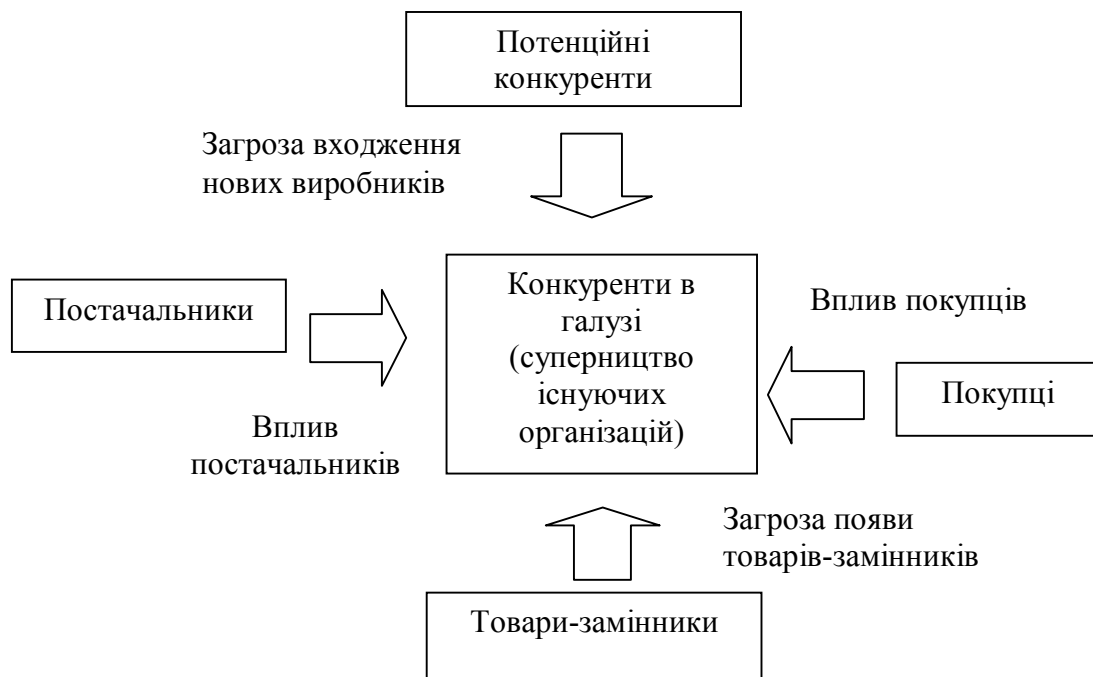 Потенційні
конкуренти
Загроза входження
нових виробників
Постачальники
Вплив
постачальників
Конкуренти в
галузі
(суперництво
існуючих
організацій)
Вплив покупців
Покупці
Загроза появи
товарів-замінників
Товари-замінники